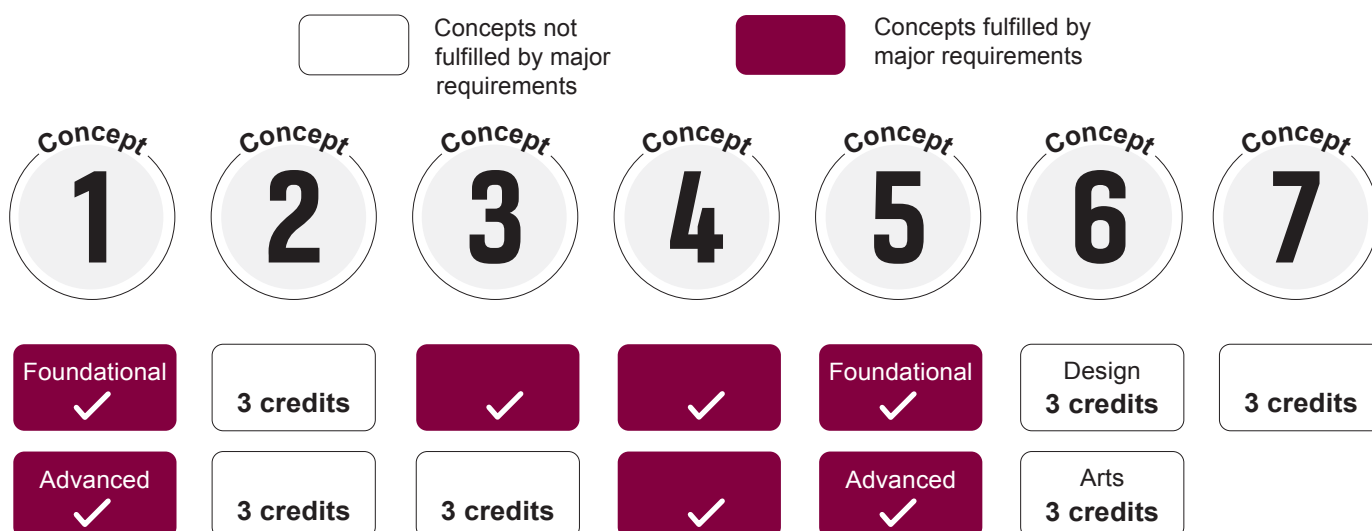 Concepts not
fulfilled by major
requirements
Concepts fulfilled by
major requirements
Concept
1
Concept
2
Concept
3
Concept
4
Concept
5
Concept
6
Concept
7
Foundational
3 credits
Foundational
Design
3 credits
3 credits
Advanced
3 credits
3 credits
Advanced
Arts
3 credits